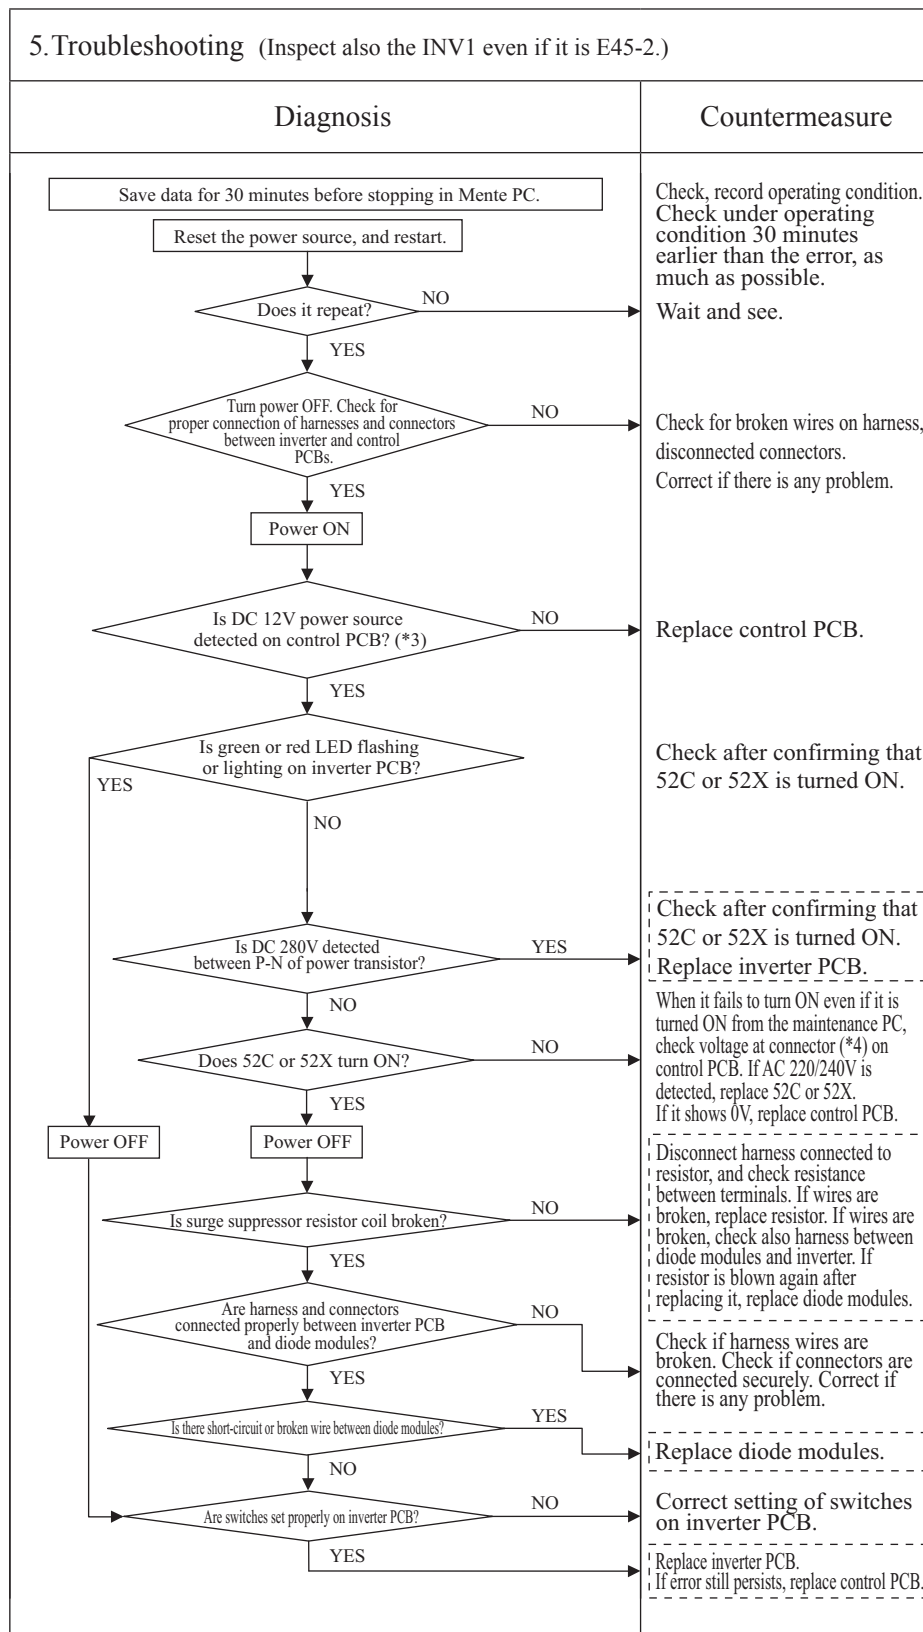 5.Troubleshooting (Inspect also the INV1 even if it is E45-2.)
Diagnosis
Countermeasure
Save data for 30 minutes before stopping in Mente PC.
Check, record operating condition.
Check under operating
condition 30 minutes
earlier than the error, as
much as possible.
Reset the power source, and restart.
Does it repeat?
NO
Wait and see.
YES
Turn power OFF. Check for
proper connection of harnesses and connectors
between inverter and control
PCBs.
NO
Check for broken wires on harness,
disconnected connectors.
Correct if there is any problem.
YES
Power ON
Is DC 12V power source
detected on control PCB? (*3)
NO
Replace control PCB.
YES
Is green or red LED flashing
or lighting on inverter PCB?
YES
Check after confirming that
52C or 52X is turned ON.
NO
Is DC 280V detected
between P-N of power transistor?
YES
Check after confirming that
52C or 52X is turned ON.
Replace inverter PCB.
NO
Does 52C or 52X turn ON?
NO
When it fails to turn ON even if it is
turned ON from the maintenance PC,
check voltage at connector (*4) on
control PCB. If AC 220/240V is
detected, replace 52C or 52X.
If it shows 0V, replace control PCB.
YES
Power OFF
Power OFF
Is surge suppressor resistor coil broken?
NO
Disconnect harness connected to
resistor, and check resistance
between terminals. If wires are
broken, replace resistor. If wires are
broken, check also harness between
diode modules and inverter. If
resistor is blown again after
replacing it, replace diode modules.
YES
Are harness and connectors
connected properly between inverter PCB
and diode modules?
NO
Check if harness wires are
broken. Check if connectors are
connected securely. Correct if
there is any problem.
YES
Is there short-circuit or broken wire between diode modules?
YES
Replace diode modules.
NO
Are switches set properly on inverter PCB?
NO
Correct setting of switches
on inverter PCB.
YES
Replace inverter PCB.
If error still persists, replace control PCB.